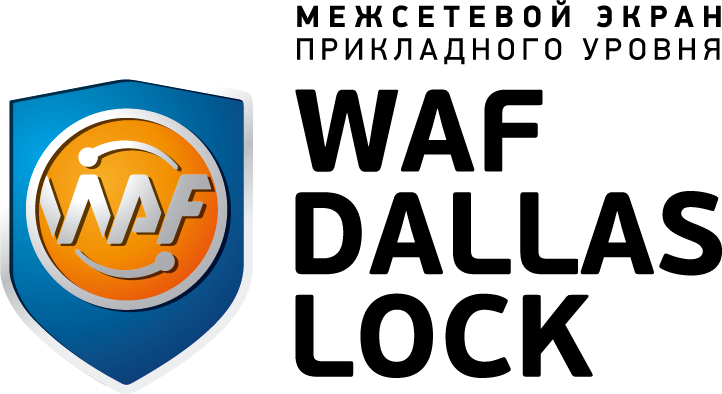 МЕЖСЕТЕВОЙ ЭКРАН
ПРИКЛАДНОГО УРОВНЯ
WAF
DALLAS
LOCK
WAF